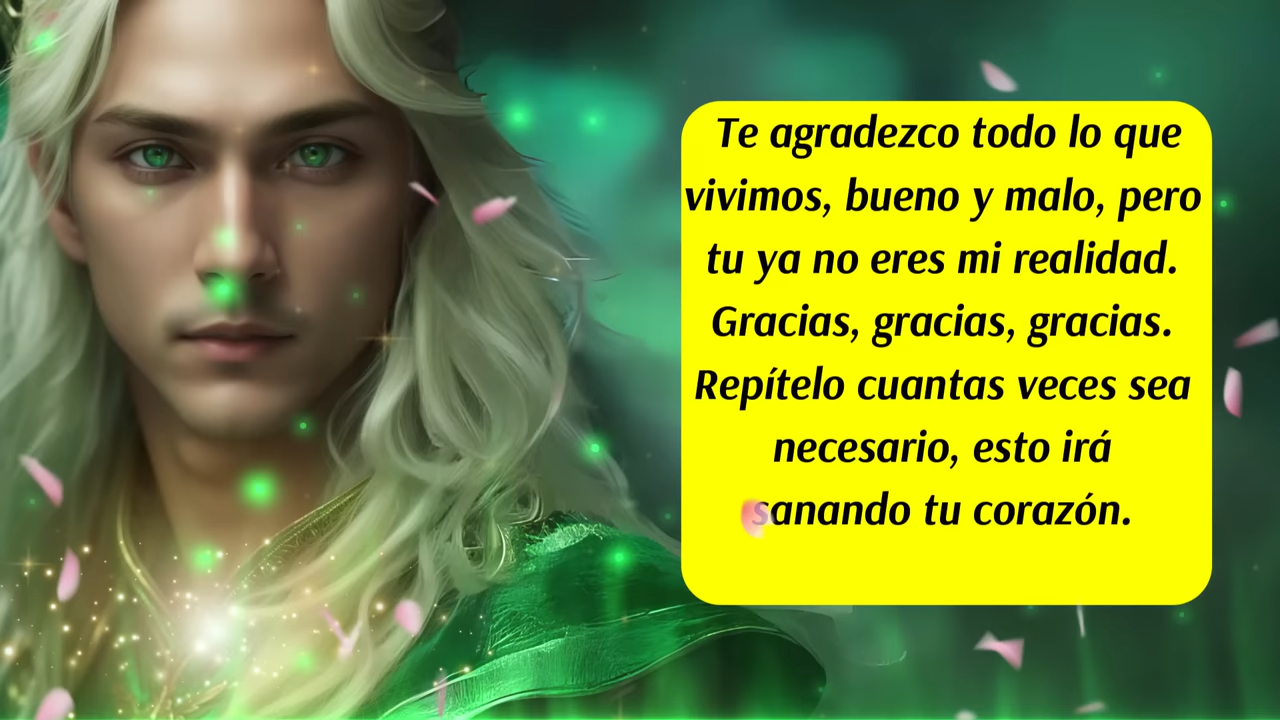 Te agradezco todo lo que
vivimos, bueno y malo, pero
tu ya no eres mi realidad.
Gracias, gracias, gracias.
Repítelo cuantas veces sea
necesario, esto irá
sanando tu corazón.